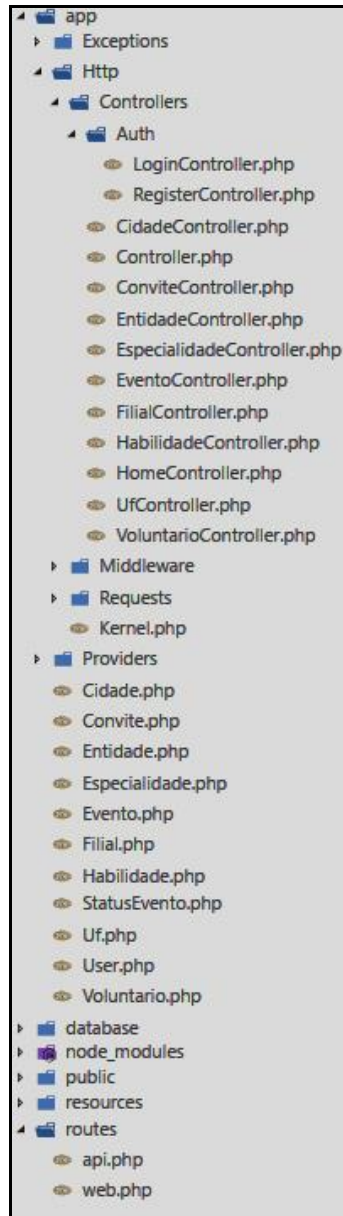 app
Exceptions
Http
Controllers
Auth
LoginController.php
RegisterController.php
CidadeController.php
Controller.php
ConviteController.php
EntidadeController.php
EspecialidadeController.php
EventoController.php
FilialController.php
HabilidadeController.php
HomeController.php
UfController.php
VoluntarioController.php
Middleware
Requests
Kernel.php
Providers
Cidade.php
Convite.php
Entidade.php
Especialidade.php
Evento.php
Filial.php
Habilidade.php
StatusEvento.php
Uf.php
User.php
Voluntario.php
database
node_modules
public
resources
routes
api.php
web.php